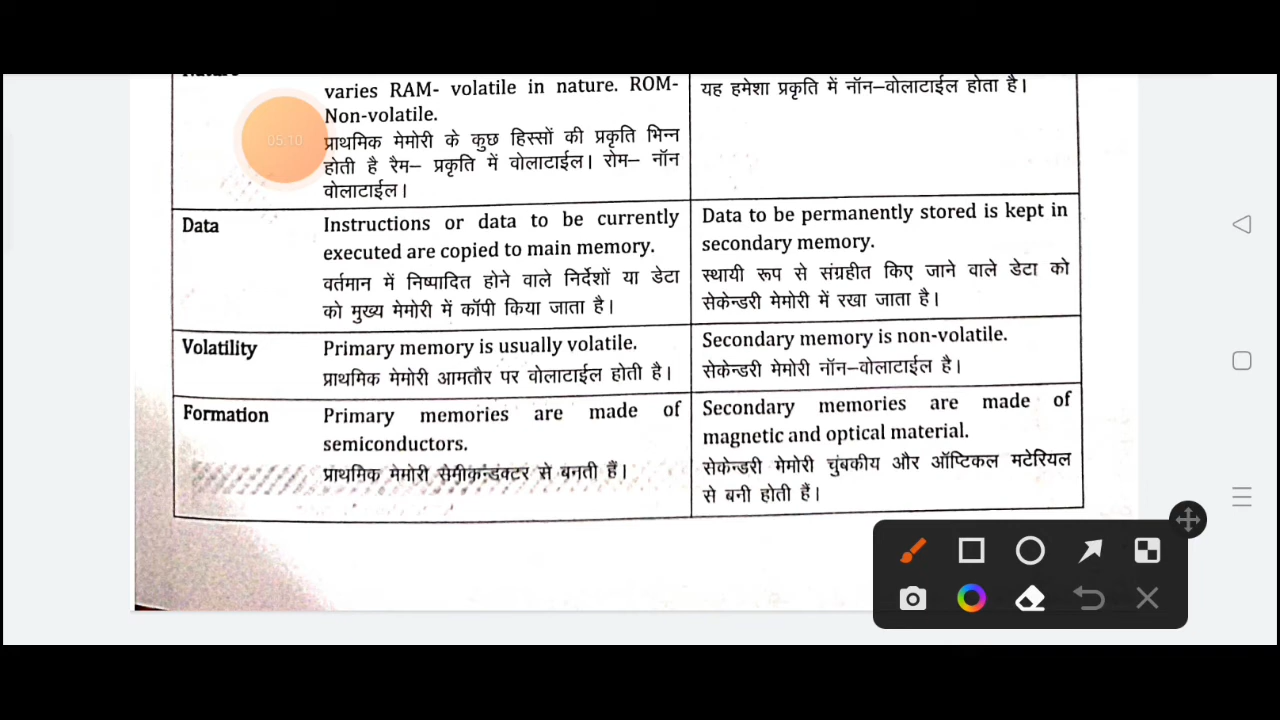 Nature
varies RAM- volatile in nature. ROM-
Non-volatile.
प्राथमिक मेमोरी के कुछ हिस्सों की प्रकृति भिन्न
होती है रैम– प्रकृति में वोलाटाईल। रोम– नॉन
वोलाटाईल।
यह हमेशा प्रकृति में नॉन–वोलाटाईल होता है।
05:10
Data
Instructions or data to be currently
executed are copied to main memory.
वर्तमान में निष्पादित होने वाले निर्देशों या डेटा
को मुख्य मेमोरी में कॉपी किया जाता है।
Data to be permanently stored is kept in
secondary memory.
स्थायी रूप से संग्रहीत किए जाने वाले डेटा को
सेकेन्डरी मेमोरी में रखा जाता है।
Volatility
Primary memory is usually volatile.
प्राथमिक मेमोरी आमतौर पर वोलाटाईल होती है।
Secondary memory is non-volatile.
सेकेन्डरी मेमोरी नॉन–वोलाटाईल है।
Formation
Primary memories are made of
semiconductors.
प्राथमिक मेमोरी सेमीकन्डंक्टर से बनती हैं।
Secondary memories are made of
magnetic and optical material.
सेकेन्डरी मेमोरी चुंबकीय और ऑप्टिकल मटेरियल
से बनी होती हैं।